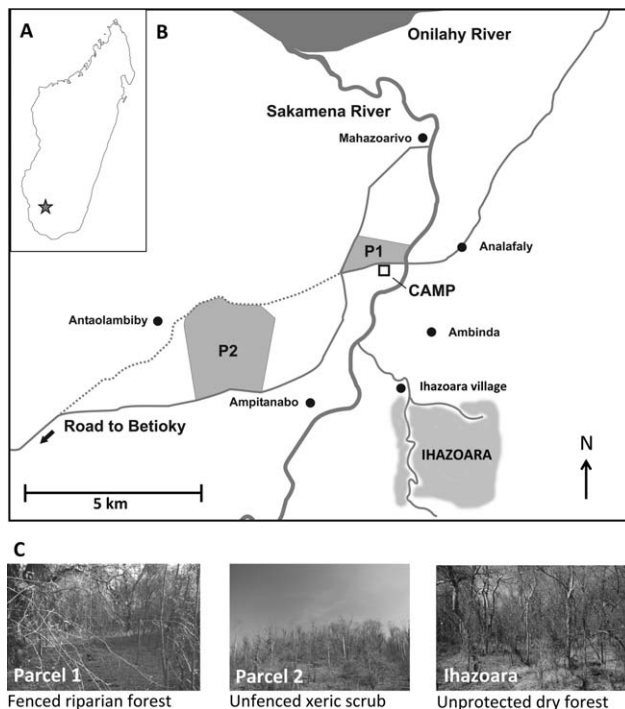 A
B
Onilahy River
Sakamena River
Mahazoarivo
P1
Analafaly
CAMP
Antaolambiby
Ambinda
P2
Ihazoara village
Ampitanabo
Road to Betioky
IHAZOARA
N
5 km
C
Parcel 1
Parcel 2
Ihazoara
Fenced riparian forest
Unfenced xeric scrub
Unprotected dry forest